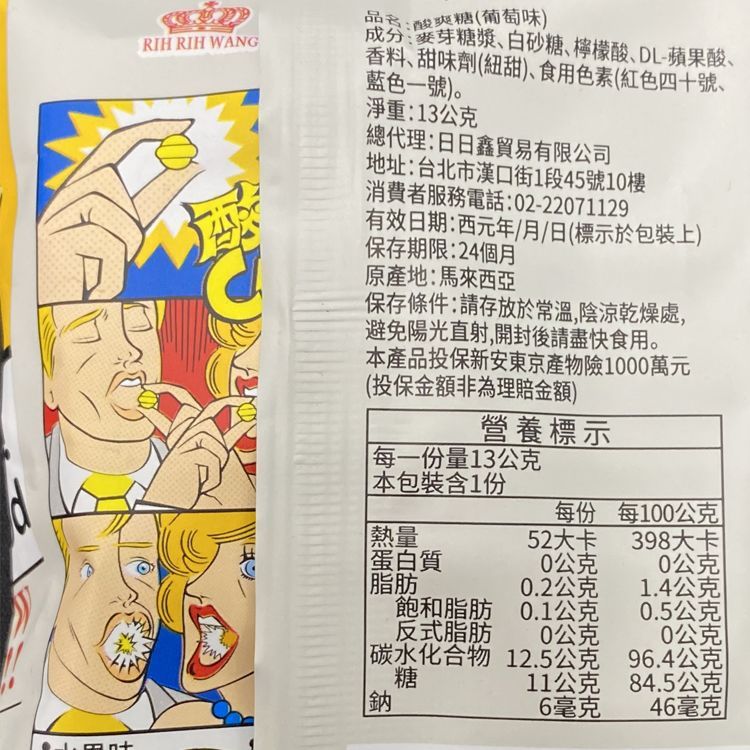 RIH RIH WANG
酸
d
品名:酸爽糖(葡萄味)
成分:麥芽糖漿、白砂糖、檸檬酸、DL-蘋果酸、
香料、甜味劑(紐甜)、食用色素(紅色四十號、
藍色一號)。
淨重:13公克
總代理:日日鑫貿易有限公司
地址:台北市漢口街1段45號10樓
消費者服務電話:02-22071129
有效日期:西元年/月/日(標示於包裝上)
保存期限:24個月
原產地:馬來西亞
保存條件:請存放於常溫,陰涼乾燥處,
避免陽光直射,開封後請盡快食用。
本產品投保新安東京產物險1000萬元
(投保金額非為理賠金額)
營養標示
每一份量13公克
本包裝含1份
每份 每100公克
熱量 52大卡 398大卡
蛋白質 0公克 0公克
脂肪 0.2公克 1.4公克
飽和脂肪 0.1公克 0.5公克
反式脂肪 0公克 0公克
碳水化合物 12.5公克 96.4公克
糖 11公克 84.5公克
鈉 6毫克 46毫克